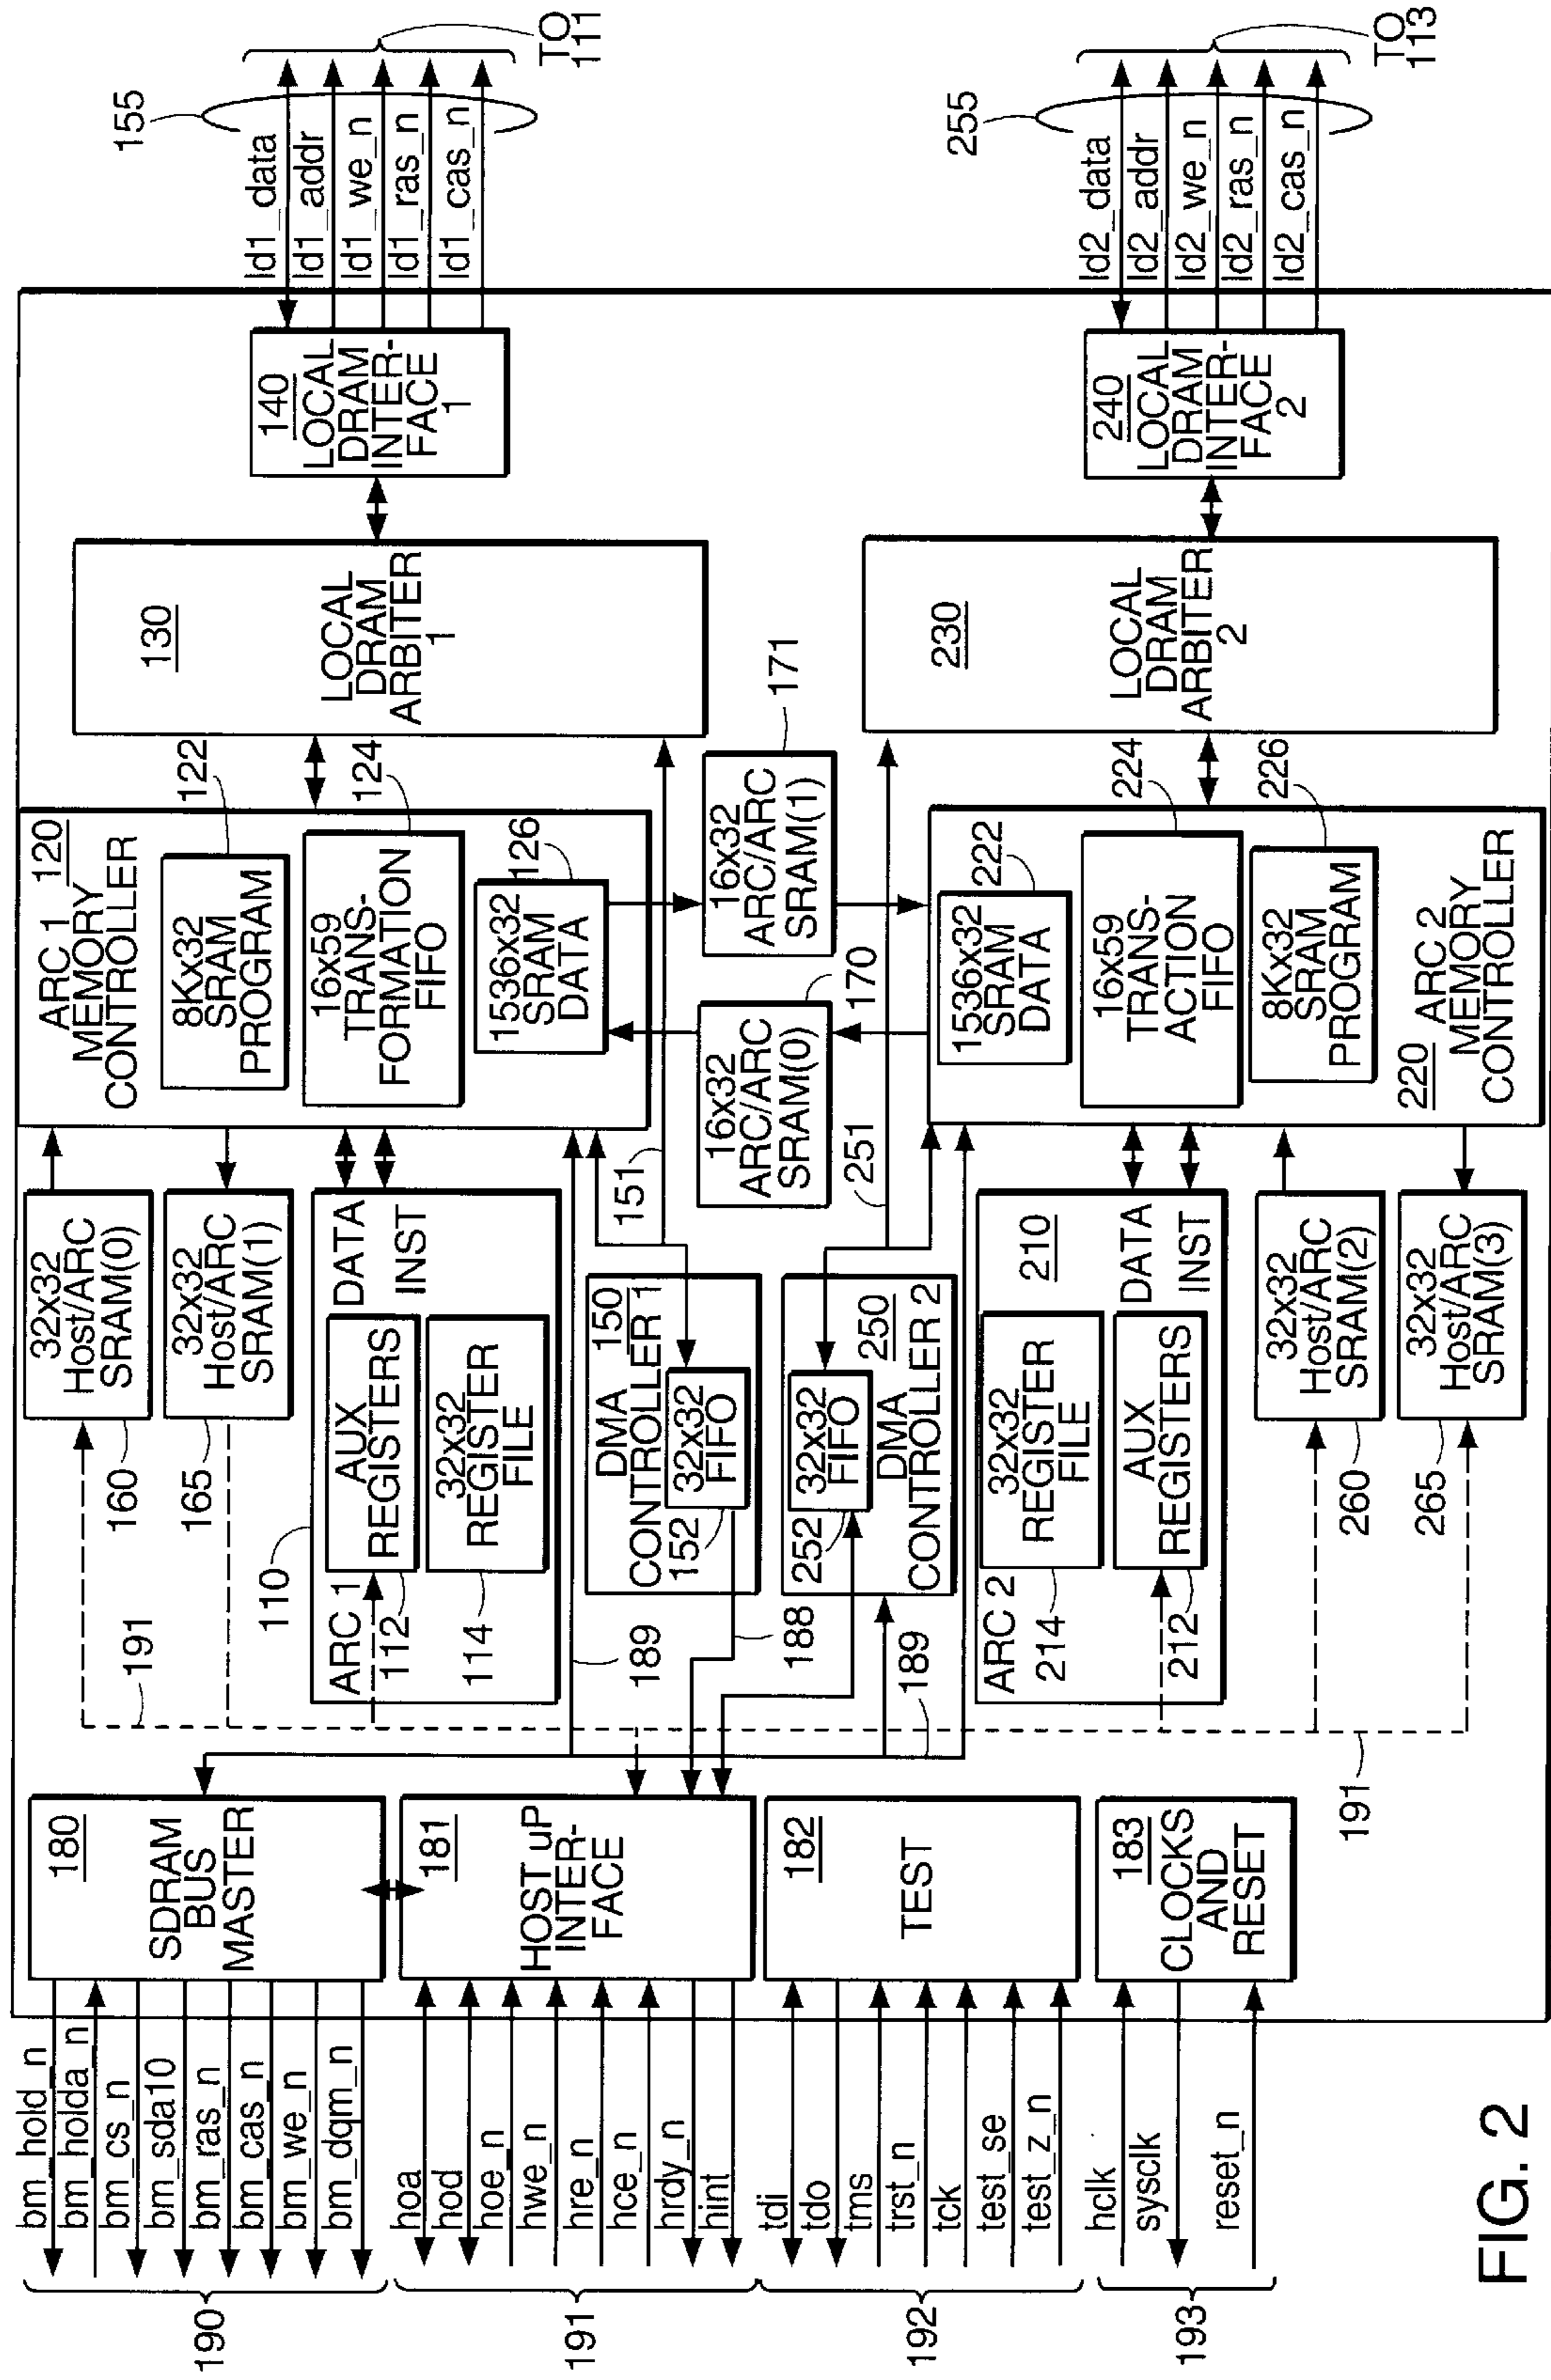 bm_hold_n
bm_holda_n
bm_cs_n
bm_sda10
bm_ras_n
bm_cas_n
bm_we_n
bm_dqm_n
190
hoa
hod
hoe_n
hwe_n
hre_n
hce_n
hrdy_n
hint
191
tdi
tdo
tms
trst_n
tck
test_se
test_z_n
192
hclk
sysclk
reset_n
193
180
SDRAM
BUS
MASTER
181
HOST uP
INTER-
FACE
182
TEST
183
CLOCKS
AND
RESET
191
189
188
189
191
160
32x32
Host/ARC
SRAM(0)
165
32x32
Host/ARC
SRAM(1)
110
ARC 1
112
AUX
REGISTERS
114
32x32
REGISTER
FILE
DATA
INST
DMA
CONTROLLER 1
150
152
32x32
FIFO
151
252
32x32
FIFO
250
DMA
CONTROLLER 2
251
ARC 2
210
214
32x32
REGISTER
FILE
212
AUX
REGISTERS
DATA
INST
260
32x32
Host/ARC
SRAM(2)
265
32x32
Host/ARC
SRAM(3)
ARC 1
120
MEMORY
CONTROLLER
122
8Kx32
SRAM
PROGRAM
124
16x59
TRANS-
FORMATION
FIFO
126
1536x32
SRAM
DATA
16x32
ARC/ARC
SRAM(0)
170
16x32
ARC/ARC
SRAM(1)
171
222
1536x32
SRAM
DATA
224
16x59
TRANS-
ACTION
FIFO
226
8Kx32
SRAM
PROGRAM
220
ARC 2
MEMORY
CONTROLLER
130
LOCAL
DRAM
ARBITER
1
230
LOCAL
DRAM
ARBITER
2
140
LOCAL
DRAM
INTER-
FACE
1
240
LOCAL
DRAM
INTER-
FACE
2
155
ld1_data
ld1_addr
ld1_we_n
ld1_ras_n
ld1_cas_n
TO
111
255
ld2_data
ld2_addr
ld2_we_n
ld2_ras_n
ld2_cas_n
TO
113
FIG. 2